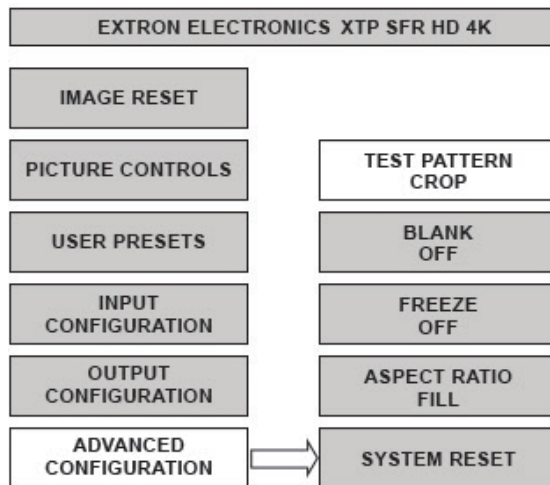 EXTRON ELECTRONICS XTP SFR HD 4K
IMAGE RESET
PICTURE CONTROLS
USER PRESETS
INPUT
CONFIGURATION
OUTPUT
CONFIGURATION
ADVANCED
CONFIGURATION
TEST PATTERN
CROP
BLANK
OFF
FREEZE
OFF
ASPECT RATIO
FILL
SYSTEM RESET